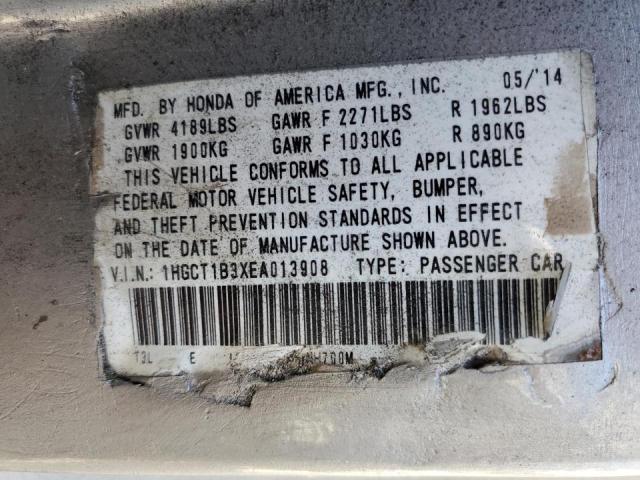 MFD. BY HONDA OF AMERICA MFG., INC. 05/'14
GVWR 4189LBS GAWR F 2271LBS R 1962LBS
GVWR 1900KG GAWR F 1030KG R 890KG
THIS VEHICLE CONFORMS TO ALL APPLICABLE
FEDERAL MOTOR VEHICLE SAFETY, BUMPER,
AND THEFT PREVENTION STANDARDS IN EFFECT
ON THE DATE OF MANUFACTURE SHOWN ABOVE.
V.I.N.: 1HGCT1B3XEA013908 TYPE: PASSENGER CAR
T3L E